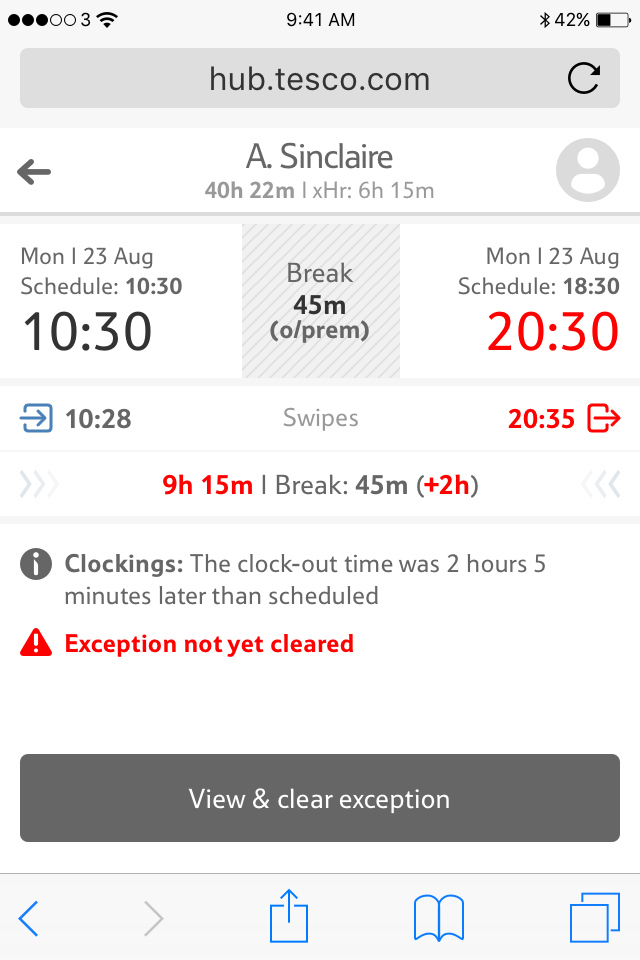 3 9:41 AM 42%
hub.tesco.com
A. Sinclaire
40h 22m | xHr: 6h 15m
Mon | 23 Aug
Schedule: 10:30
10:30
Break
45m
(o/prem)
Mon | 23 Aug
Schedule: 18:30
20:30
10:28 Swipes 20:35
9h 15m | Break: 45m (+2h)
Clockings: The clock-out time was 2 hours 5
minutes later than scheduled
Exception not yet cleared
View & clear exception